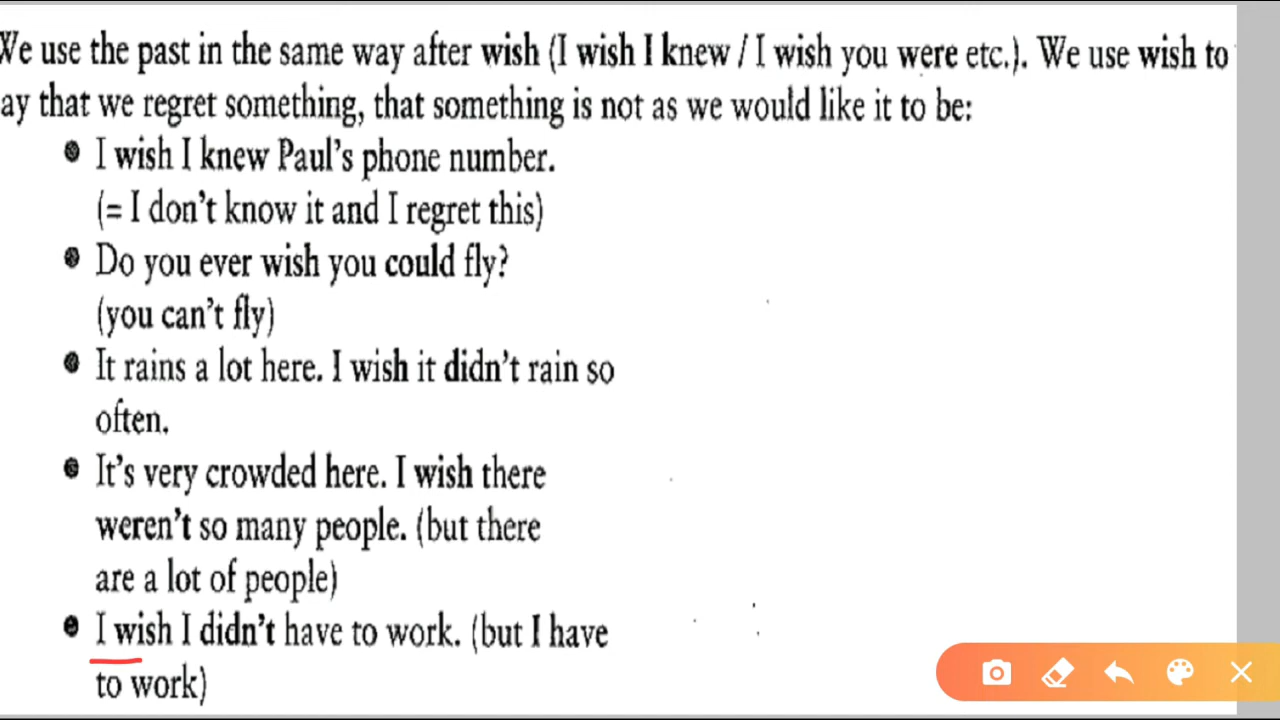 We use the past in the same way after wish (I wish I knew / I wish you were etc.). We use wish to
ay that we regret something, that something is not as we would like it to be:
• I wish I knew Paul's phone number.
(= I don't know it and I regret this)
• Do you ever wish you could fly?
(you can't fly)
• It rains a lot here. I wish it didn't rain so
often.
• It's very crowded here. I wish there
weren't so many people. (but there
are a lot of people)
• I wish I didn't have to work. (but I have
to work)